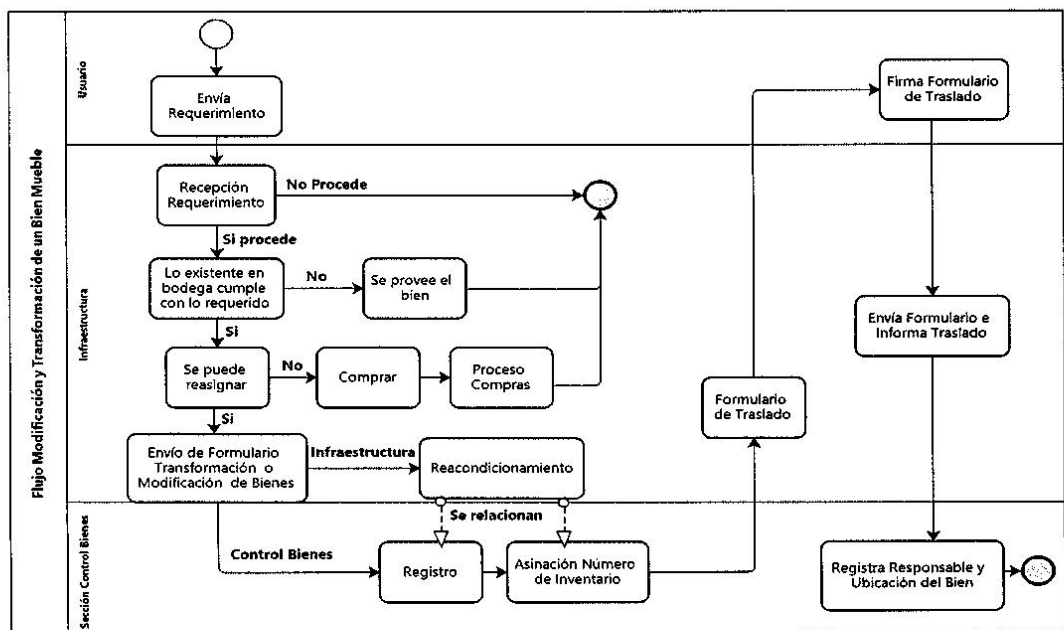 Flujo Modificación y Transformación de un Bien Mueble
Usuario
Envía
Requerimiento
Firma Formulario
de Traslado
Infraestructura
Recepción
Requerimiento
No Procede
Si procede
Lo existente en
bodega cumple
con lo requerido
No
Se provee el
bien
Si
Se puede
reasignar
No
Comprar
Proceso
Compras
Si
Envío de Formulario
Transformación o
Modificación de Bienes
Infraestructura
Reacondicionamiento
Formulario
de Traslado
Envía Formulario e
Informa Traslado
Sección Control Bienes
Se relacionan
Control Bienes
Registro
Asinación Número
de Inventario
Registra Responsable y
Ubicación del Bien